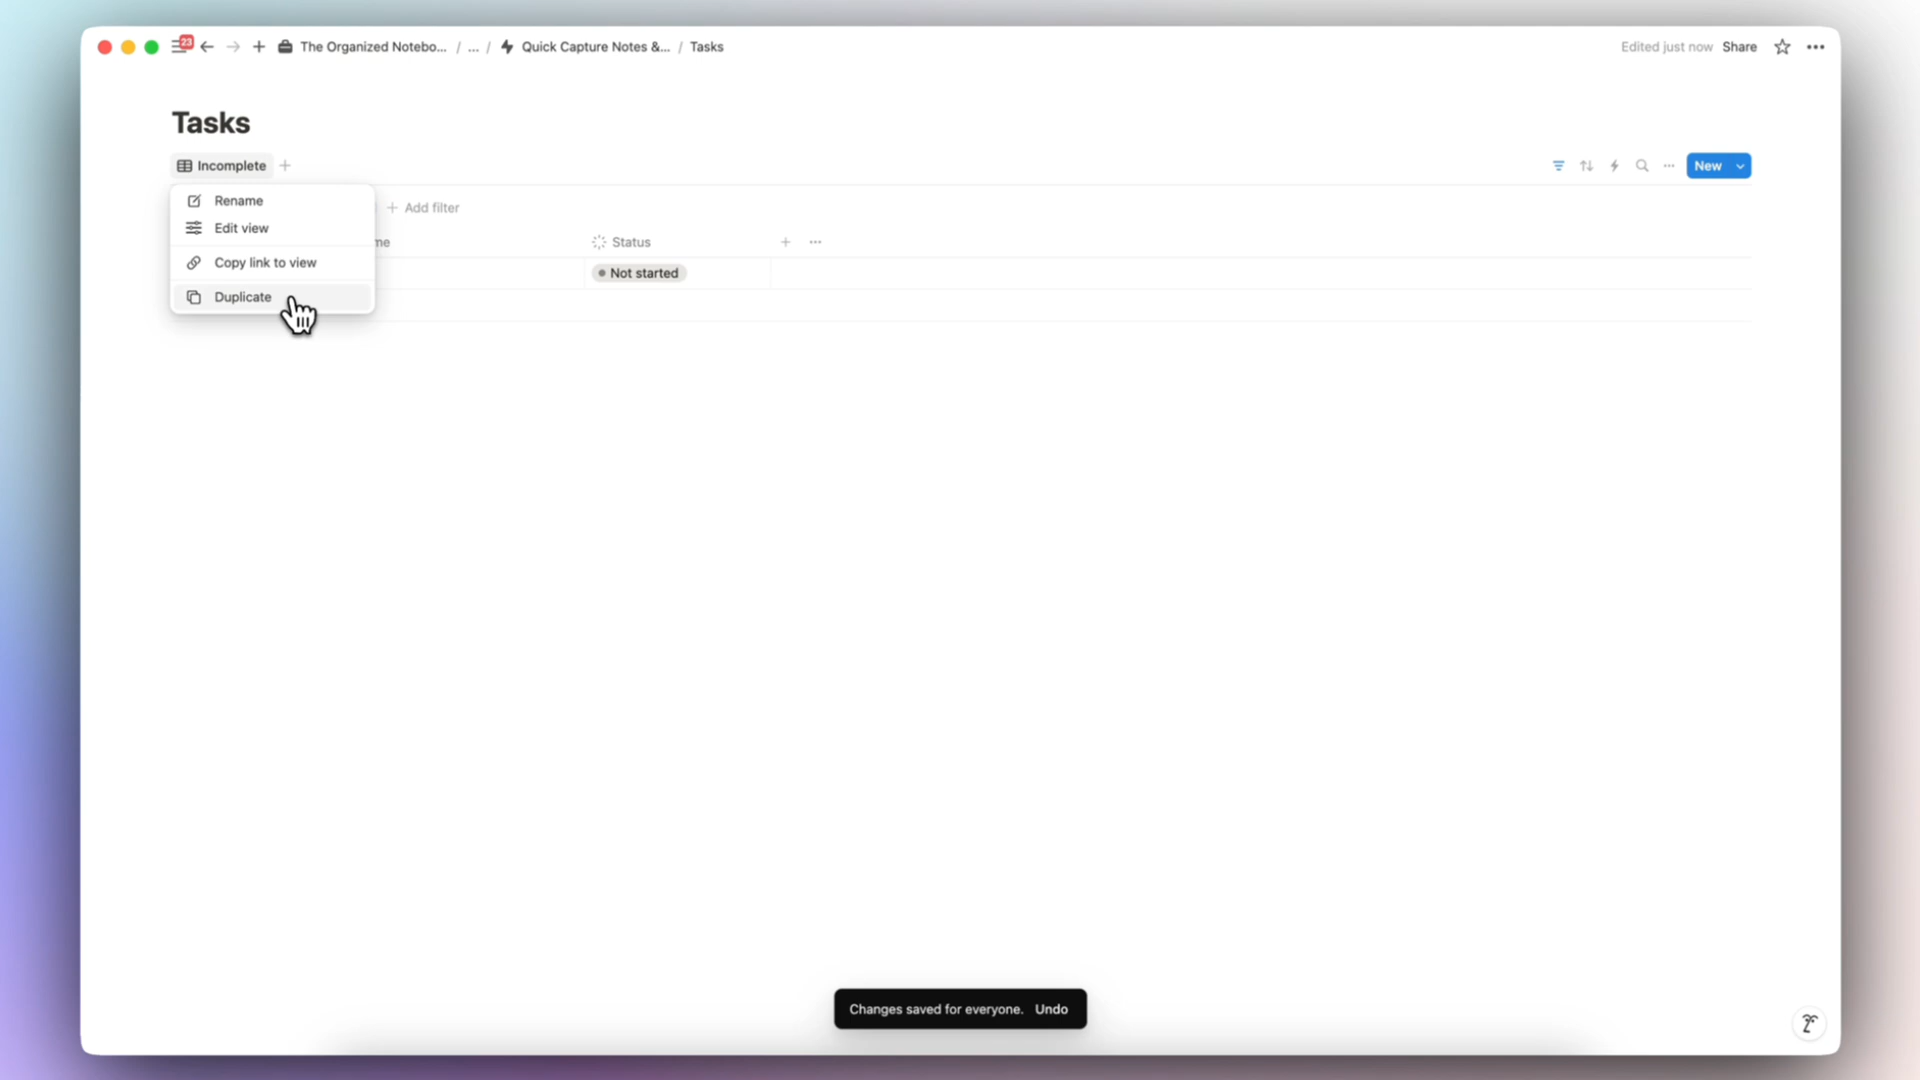 23 The Organized Notebo... / ... / Quick Capture Notes &... / Tasks Edited just now Share
Tasks
Incomplete New
Rename
Add filter
Edit view
me Status
Copy link to view
Not started
Duplicate
Changes saved for everyone. Undo